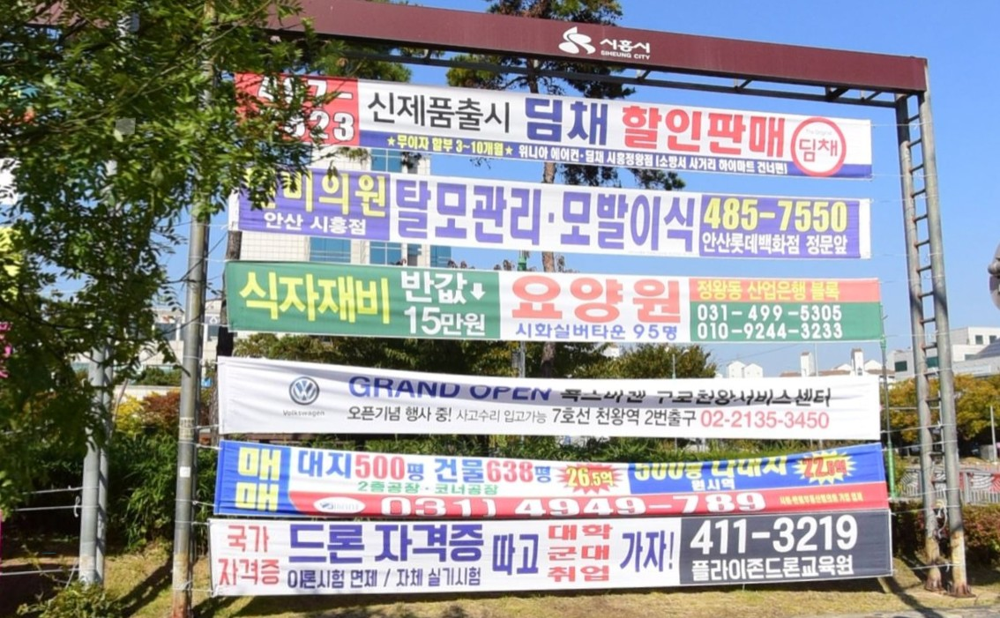 시흥시
SIHEUNG CITY
신제품출시 딤채 할인판매 딤채
★무이자 할부 3~10개월★ 위니아 에어컨·딤채 시흥정왕점 [소방서 사거리 하이마트 건너편]
탈모관리·모발이식 485-7550
안산 시흥점 안산롯데백화점 정문앞
식자재비 반값 요양원 정왕동 산업은행 블록
15만원 시화실버타운 95명 031-499-5305
010-9244-3233
GRAND OPEN 폭스바겐 구로천왕서비스센터
Volkswagen 오픈기념 행사 중! 사고수리 입고가능 7호선 천왕역 2번출구 02-2135-3450
매매 대지500평 건물638평 26.5억 500평 나대지
2층공장·코너공장
031) 4949-789
국가자격증 드론 자격증 따고 대학 군대 취업 가자! 411-3219
이론시험 면제 / 자체 실기시험 플라이존드론교육원